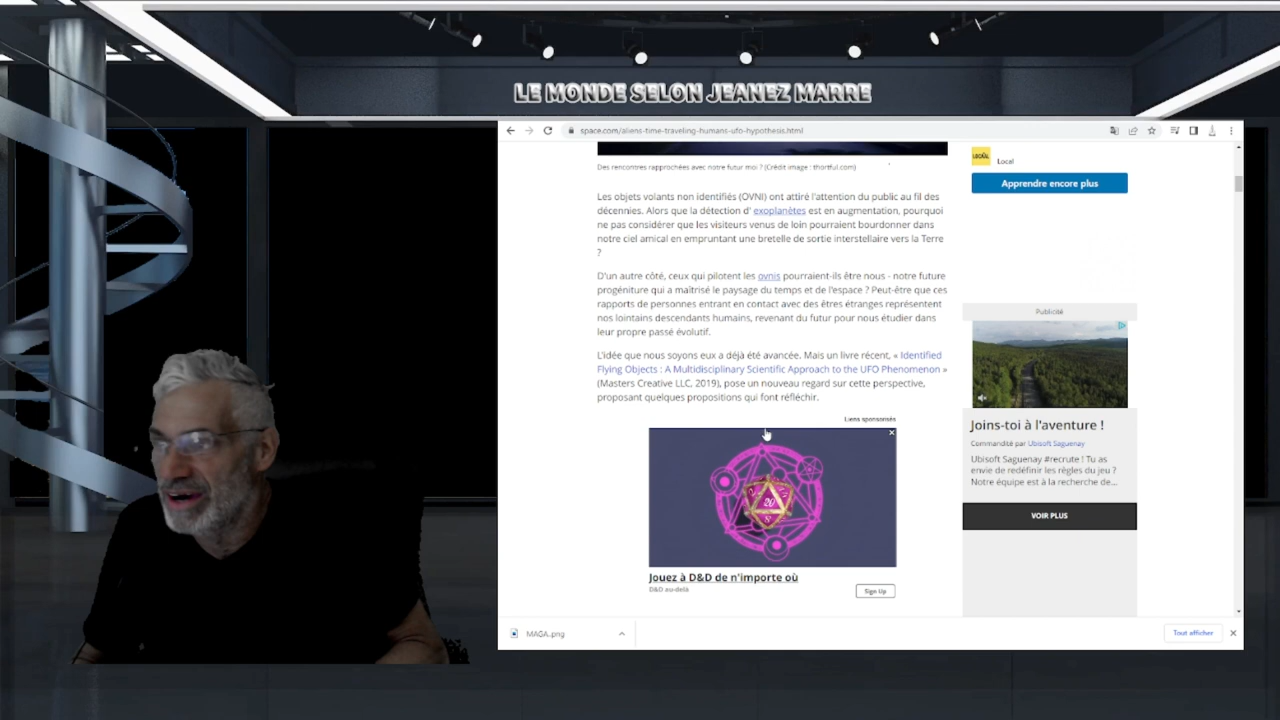 LE MONDE SELON JEANEZ MARRE
space.com/aliens-time-traveling-humans-ufo-hypothesis.html
Des rencontres rapprochées avec notre futur moi ? (Crédit image : thortful.com)
Les objets volants non identifiés (OVNI) ont attiré l'attention du public au fil des
décennies. Alors que la détection d' exoplanètes est en augmentation, pourquoi
ne pas considérer que les visiteurs venus de loin pourraient bourdonner dans
notre ciel amical en empruntant une bretelle de sortie interstellaire vers la Terre
?
D'un autre côté, ceux qui pilotent les ovnis pourraient-ils être nous - notre future
progéniture qui a maîtrisé le paysage du temps et de l'espace ? Peut-être que ces
rapports de personnes entrant en contact avec des êtres étranges représentent
nos lointains descendants humains, revenant du futur pour nous étudier dans
leur propre passé évolutif.
L'idée que nous soyons eux a déjà été avancée. Mais un livre récent, « Identified
Flying Objects : A Multidisciplinary Scientific Approach to the UFO Phenomenon »
(Masters Creative LLC, 2019), pose un nouveau regard sur cette perspective,
proposant quelques propositions qui font réfléchir.
Liens sponsorisés
20
8
Jouez à D&D de n'importe où
D&D au-delà
Sign Up
Local
Apprendre encore plus
Publicité
Joins-toi à l'aventure !
Commandité par Ubisoft Saguenay
Ubisoft Saguenay #recrute ! Tu as
envie de redéfinir les règles du jeu ?
Notre équipe est à la recherche de...
VOIR PLUS
MAGA.png
Tout afficher